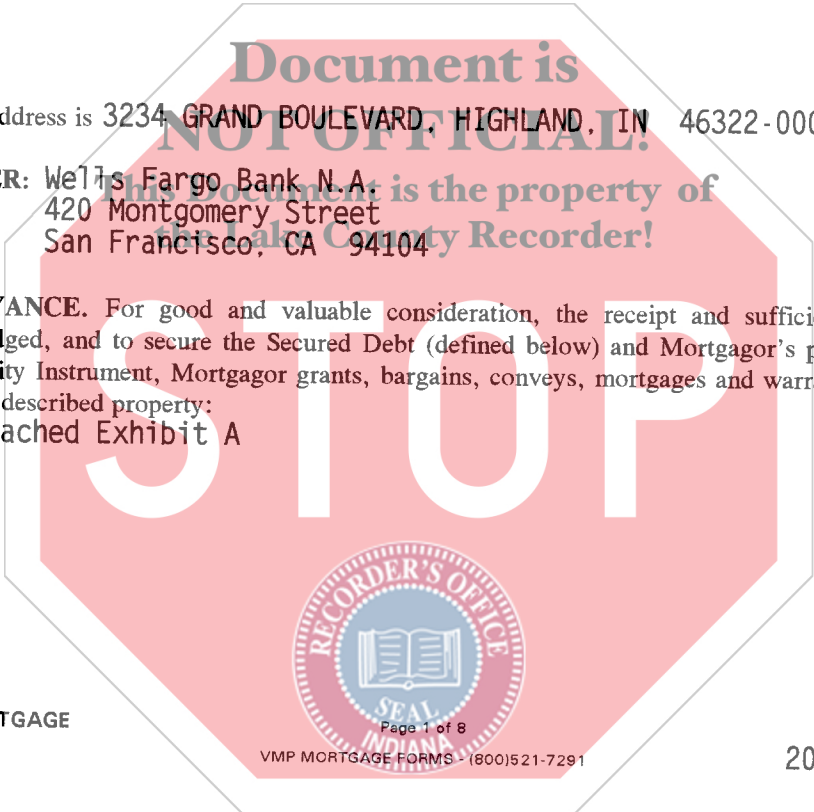 Document is
ddress is 3234 GRAND BOULEVARD, HIGHLAND, IN 46322-000
NOT OFFICIAL!
R: Wells Fargo Bank N.A.
This Document is the property of
420 Montgomery Street
San Francisco, CA 94104
the Lake County Recorder!
ANCE. For good and valuable consideration, the receipt and suffici
ged, and to secure the Secured Debt (defined below) and Mortgagor's p
ity Instrument, Mortgagor grants, bargains, conveys, mortgages and warr
described property:
ached Exhibit A
STOP
RECORDER'S OFFICE
SEAL
INDIANA
TGAGE
Page 1 of 8
VMP MORTGAGE FORMS - (800)521-7291
20